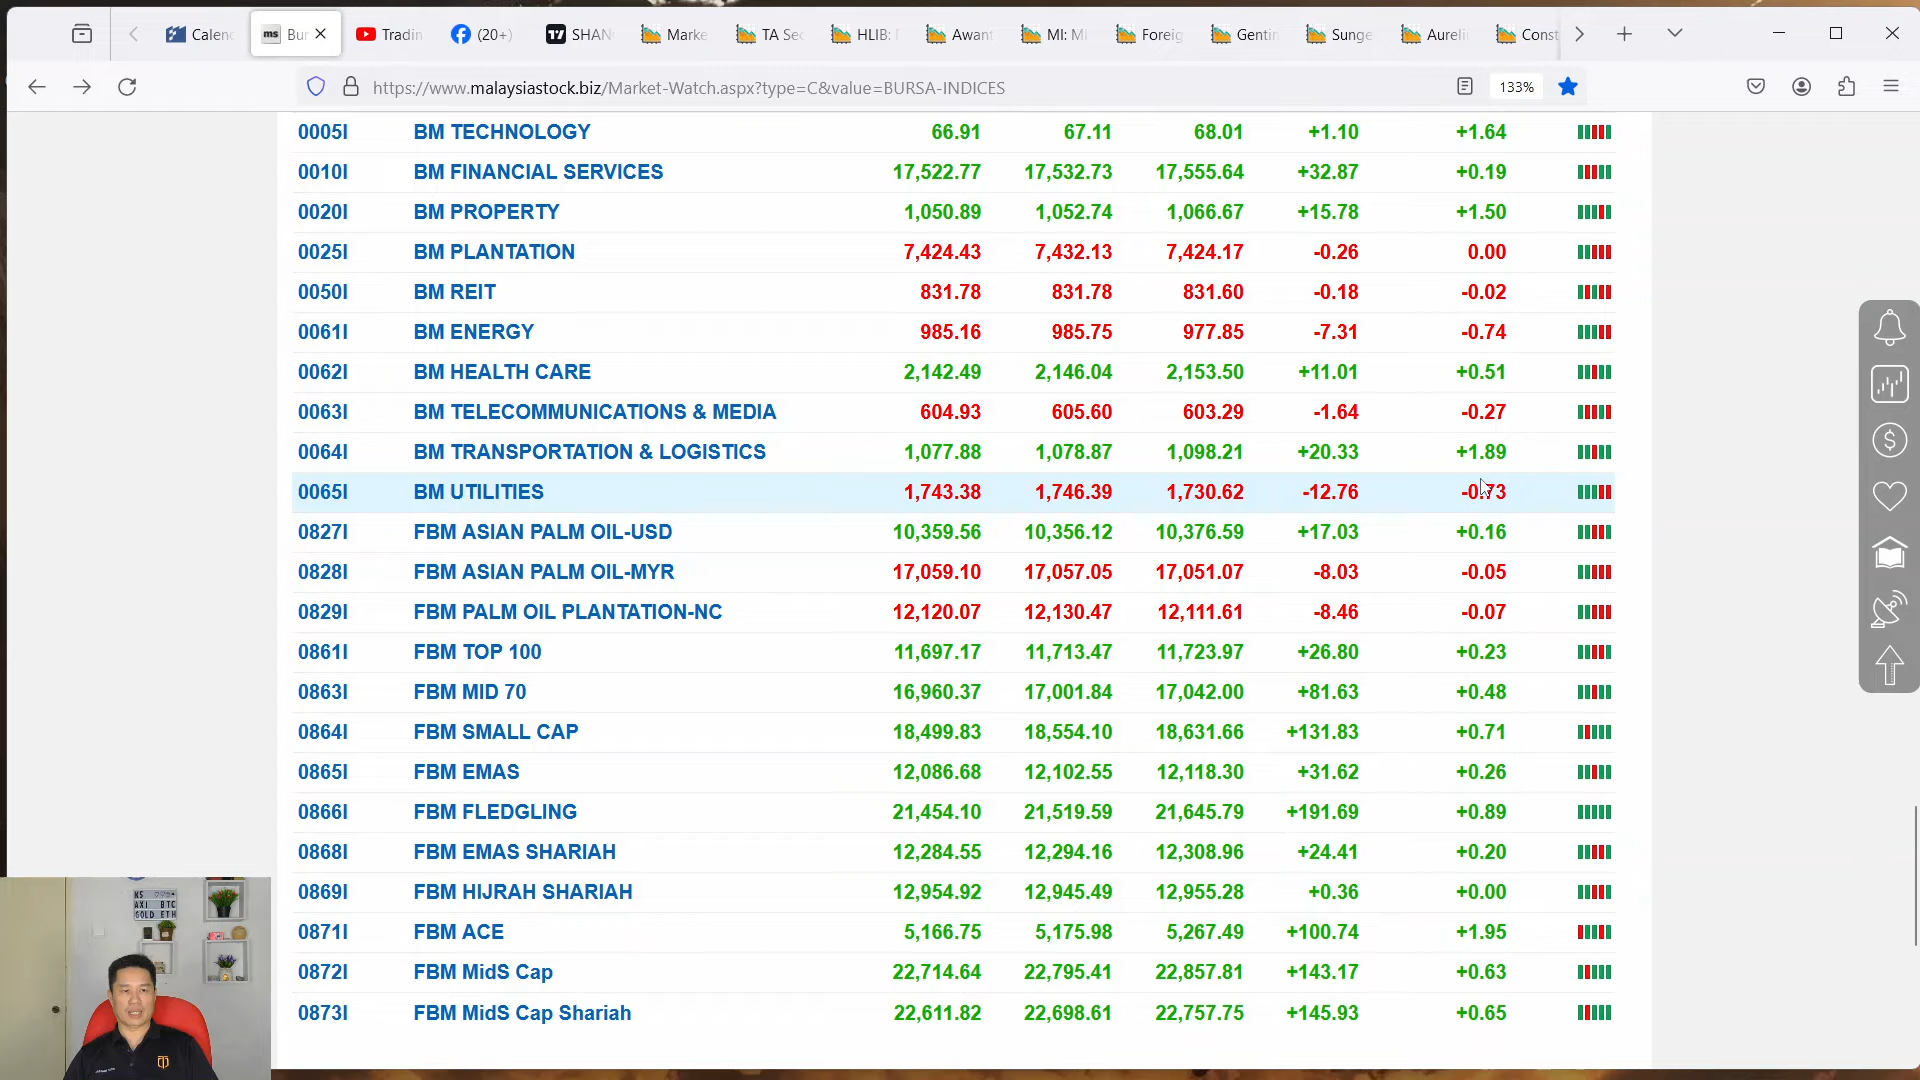 Calen
ms Bur
Tradin
(20+)
SHAN
Marke
TA Sec
HLIB:
Awant
MI: M
Foreig
Gentin
Sunge
Aureli
Const
https://www.malaysiastock.biz/Market-Watch.aspx?type=C&value=BURSA-INDICES
133%
0005I BM TECHNOLOGY 66.91 67.11 68.01 +1.10 +1.64
0010I BM FINANCIAL SERVICES 17,522.77 17,532.73 17,555.64 +32.87 +0.19
0020I BM PROPERTY 1,050.89 1,052.74 1,066.67 +15.78 +1.50
0025I BM PLANTATION 7,424.43 7,432.13 7,424.17 -0.26 0.00
0050I BM REIT 831.78 831.78 831.60 -0.18 -0.02
0061I BM ENERGY 985.16 985.75 977.85 -7.31 -0.74
0062I BM HEALTH CARE 2,142.49 2,146.04 2,153.50 +11.01 +0.51
0063I BM TELECOMMUNICATIONS & MEDIA 604.93 605.60 603.29 -1.64 -0.27
0064I BM TRANSPORTATION & LOGISTICS 1,077.88 1,078.87 1,098.21 +20.33 +1.89
0065I BM UTILITIES 1,743.38 1,746.39 1,730.62 -12.76 -0.73
0827I FBM ASIAN PALM OIL-USD 10,359.56 10,356.12 10,376.59 +17.03 +0.16
0828I FBM ASIAN PALM OIL-MYR 17,059.10 17,057.05 17,051.07 -8.03 -0.05
0829I FBM PALM OIL PLANTATION-NC 12,120.07 12,130.47 12,111.61 -8.46 -0.07
0861I FBM TOP 100 11,697.17 11,713.47 11,723.97 +26.80 +0.23
0863I FBM MID 70 16,960.37 17,001.84 17,042.00 +81.63 +0.48
0864I FBM SMALL CAP 18,499.83 18,554.10 18,631.66 +131.83 +0.71
0865I FBM EMAS 12,086.68 12,102.55 12,118.30 +31.62 +0.26
0866I FBM FLEDGLING 21,454.10 21,519.59 21,645.79 +191.69 +0.89
0868I FBM EMAS SHARIAH 12,284.55 12,294.16 12,308.96 +24.41 +0.20
0869I FBM HIJRAH SHARIAH 12,954.92 12,945.49 12,955.28 +0.36 +0.00
0871I FBM ACE 5,166.75 5,175.98 5,267.49 +100.74 +1.95
0872I FBM MidS Cap 22,714.64 22,795.41 22,857.81 +143.17 +0.63
0873I FBM MidS Cap Shariah 22,611.82 22,698.61 22,757.75 +145.93 +0.65
AXI BTC
GOLD ETH